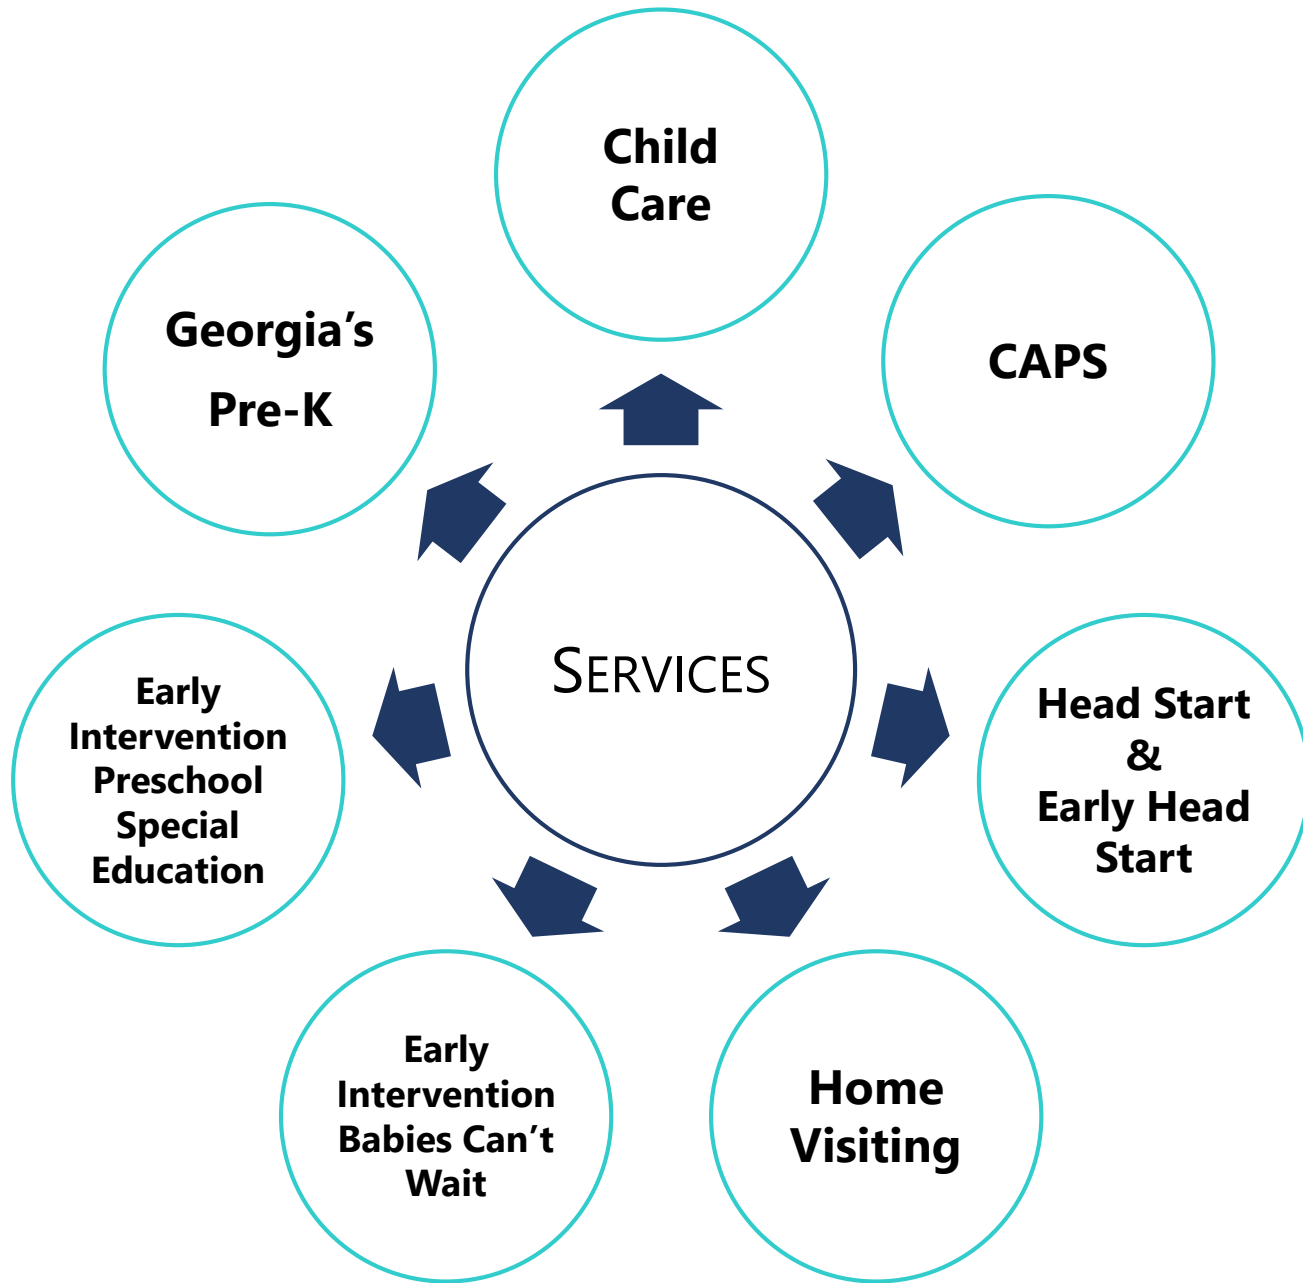 Child
Care
CAPS
Head Start
&
Early Head
Start
Home
Visiting
Early
Intervention
Babies Can’t
Wait
Early
Intervention
Preschool
Special
Education
Georgia’s
Pre-K
SERVICES